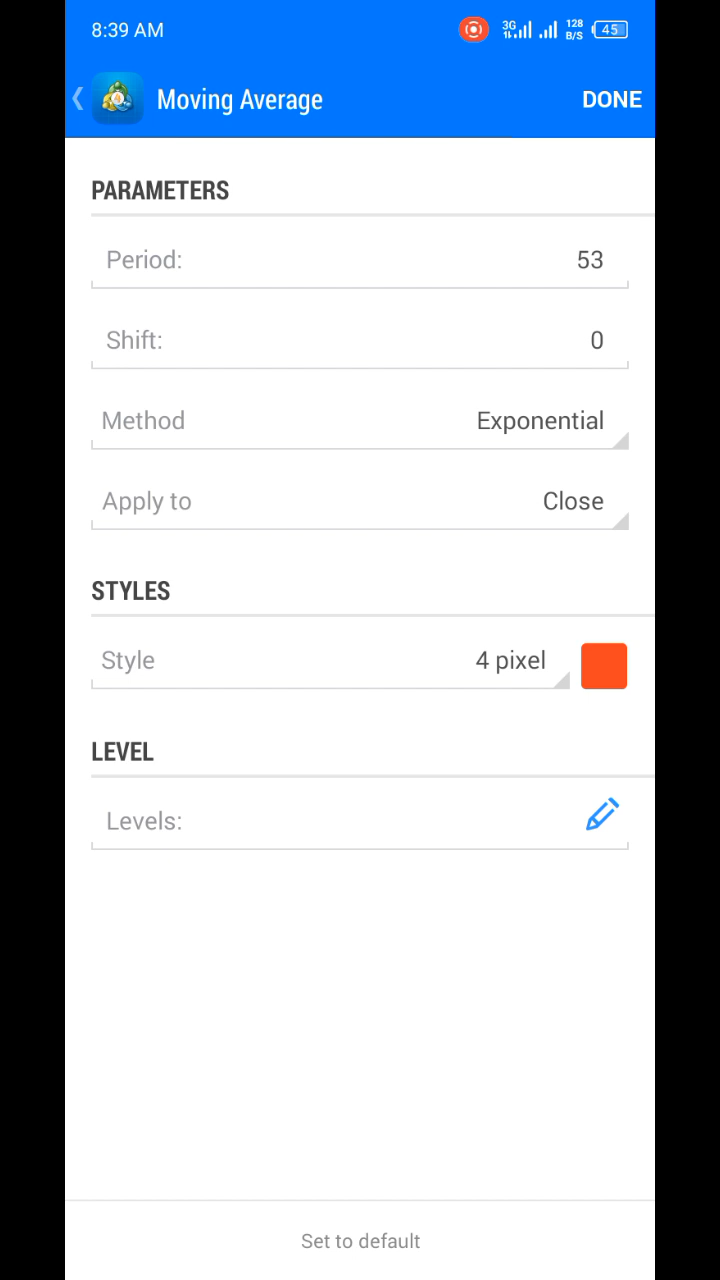 8:39 AM
3G
128
B/S
45
Moving Average
DONE
PARAMETERS
Period: 53
Shift: 0
Method Exponential
Apply to Close
STYLES
Style 4 pixel
LEVEL
Levels:
Set to default